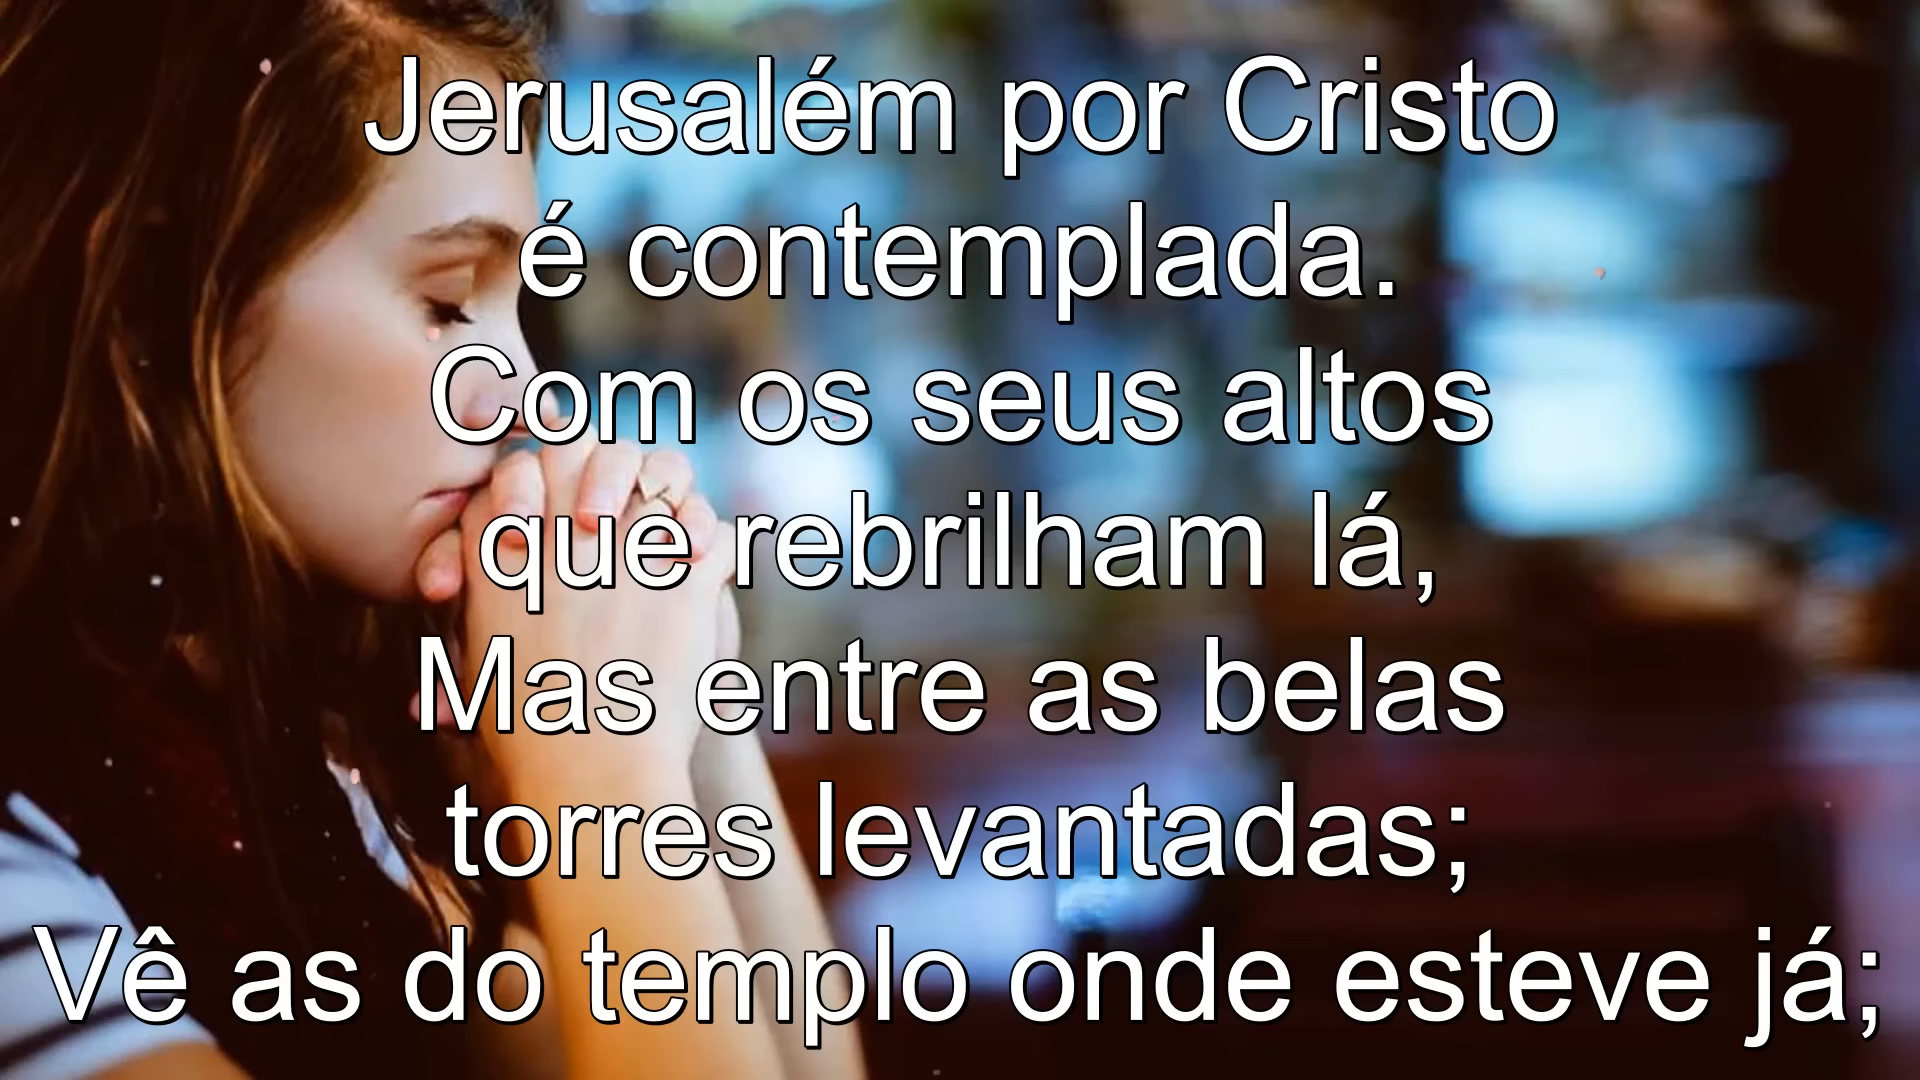 Jerusalém por Cristo
é contemplada.
Com os seus altos
que rebrilham lá,
Mas entre as belas
torres levantadas;
Vê as do templo onde esteve já;